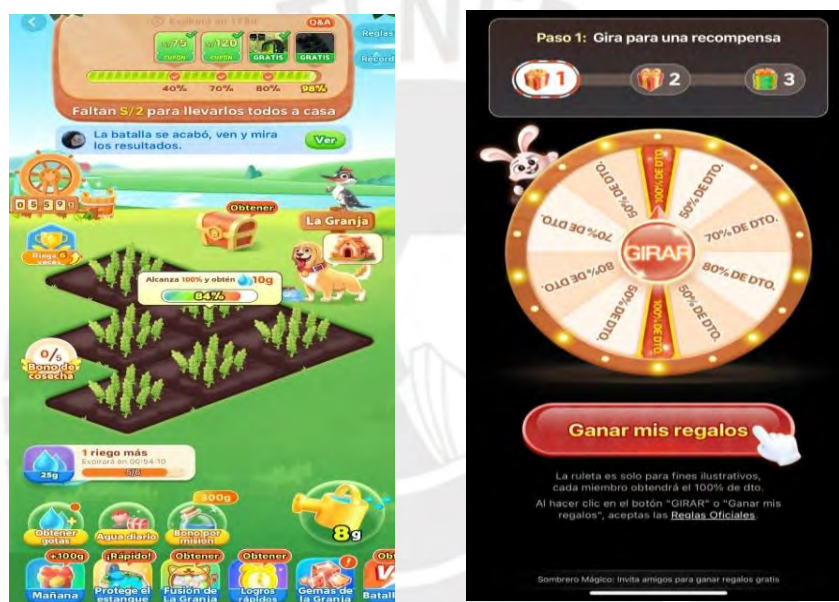 Q&A
Reglas
S/75
CUPÓN
S/120
CUPÓN
GRATIS
GRATIS
Record
40%
70%
80%
98%
Faltan S/2 para llevarlos todos a casa
La batalla se acabó, ven y mira
los resultados.
Ver
Obtener
La Granja
Riega 6
veces
Alcanza 100% y obtén 10g
84%
0/5
Bono de
cosecha
1 riego más
Expirará en 00:54:10
25g
5/6
300g
Obtener
gotas
Agua diario
Bono por
misión
8g
+100g
Mañana
¡Rápido!
Protege el
estanque
Obtener
Fusión de
La Granja
Obtener
Logros
rápidos
Gemas de
la Granja
Batall
Paso 1: Gira para una recompensa
1
2
3
100% DE DTO.
50% DE DTO.
70% DE DTO.
80% DE DTO.
50% DE DTO.
100% DE DTO.
50% DE DTO.
80% DE DTO.
70% DE DTO.
50% DE DTO.
GIRAR
Ganar mis regalos
La ruleta es solo para fines ilustrativos,
cada miembro obtendrá el 100% de dto.
Al hacer clic en el botón "GIRAR" o "Ganar mis
regalos", aceptas las Reglas Oficiales.
Sombrero Mágico: Invita amigos para ganar regalos gratis